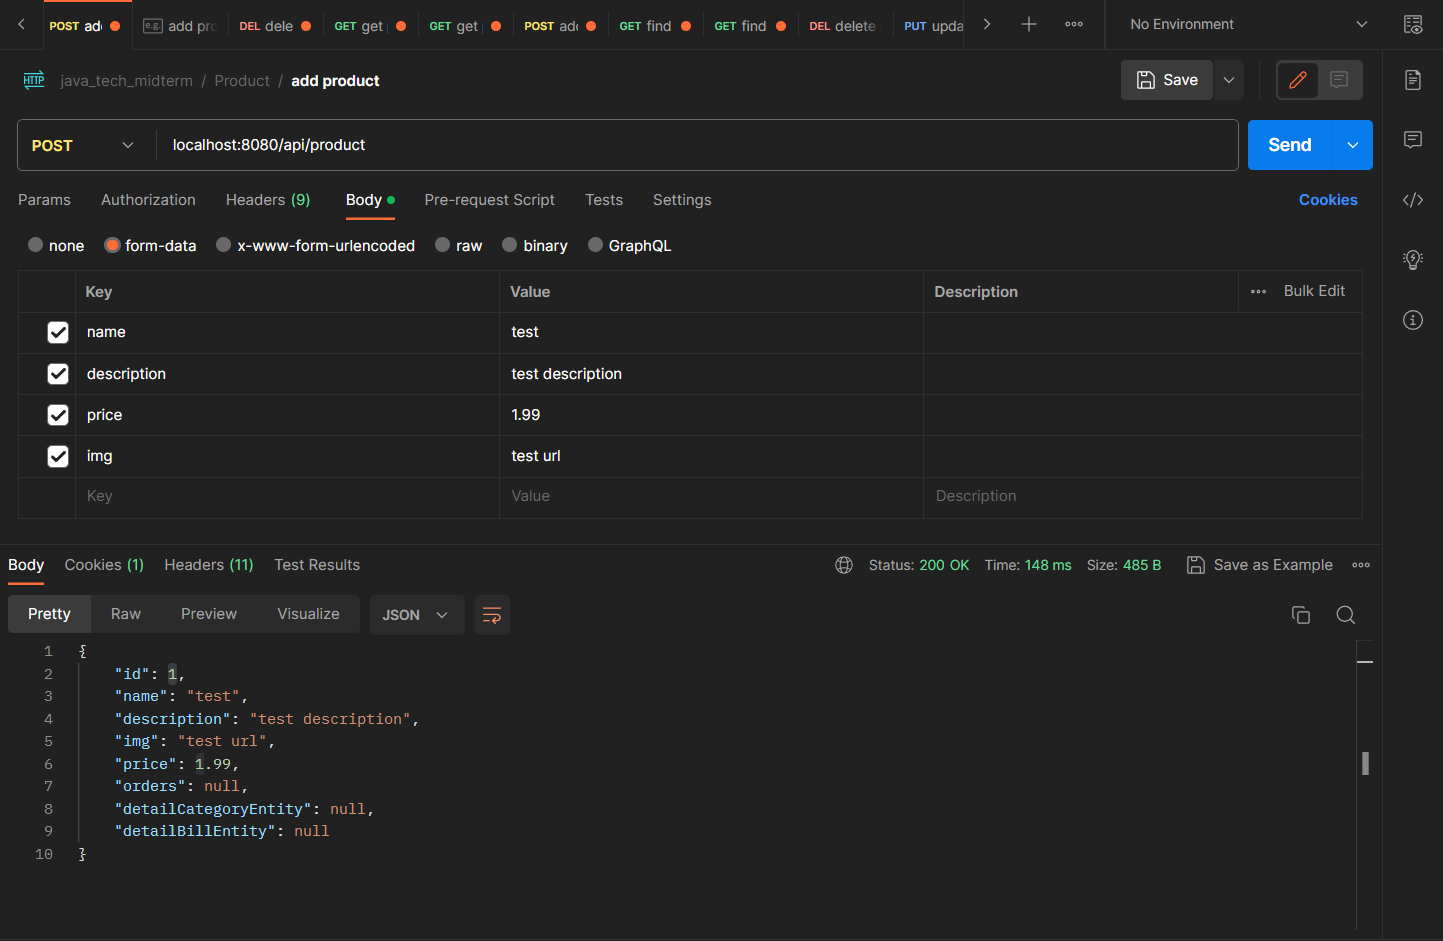 POST ad DEL dele GET get GET get POST add GET find GET find DEL delete PUT upda No Environment
e.g. add pro
HTTP java_tech_midterm / Product / add product Save
POST localhost:8080/api/product Send
Params Authorization Headers (9) Body Pre-request Script Tests Settings Cookies
none form-data x-www-form-urlencoded raw binary GraphQL
Key Value Description Bulk Edit
name test
description test description
price 1.99
img test url
Key Value Description
Body Cookies (1) Headers (11) Test Results Status: 200 OK Time: 148 ms Size: 485 B Save as Example
Pretty Raw Preview Visualize JSON
1 {
2 "id": 1,
3 "name": "test",
4 "description": "test description",
5 "img": "test url",
6 "price": 1.99,
7 "orders": null,
8 "detailCategoryEntity": null,
9 "detailBillEntity": null
10 }